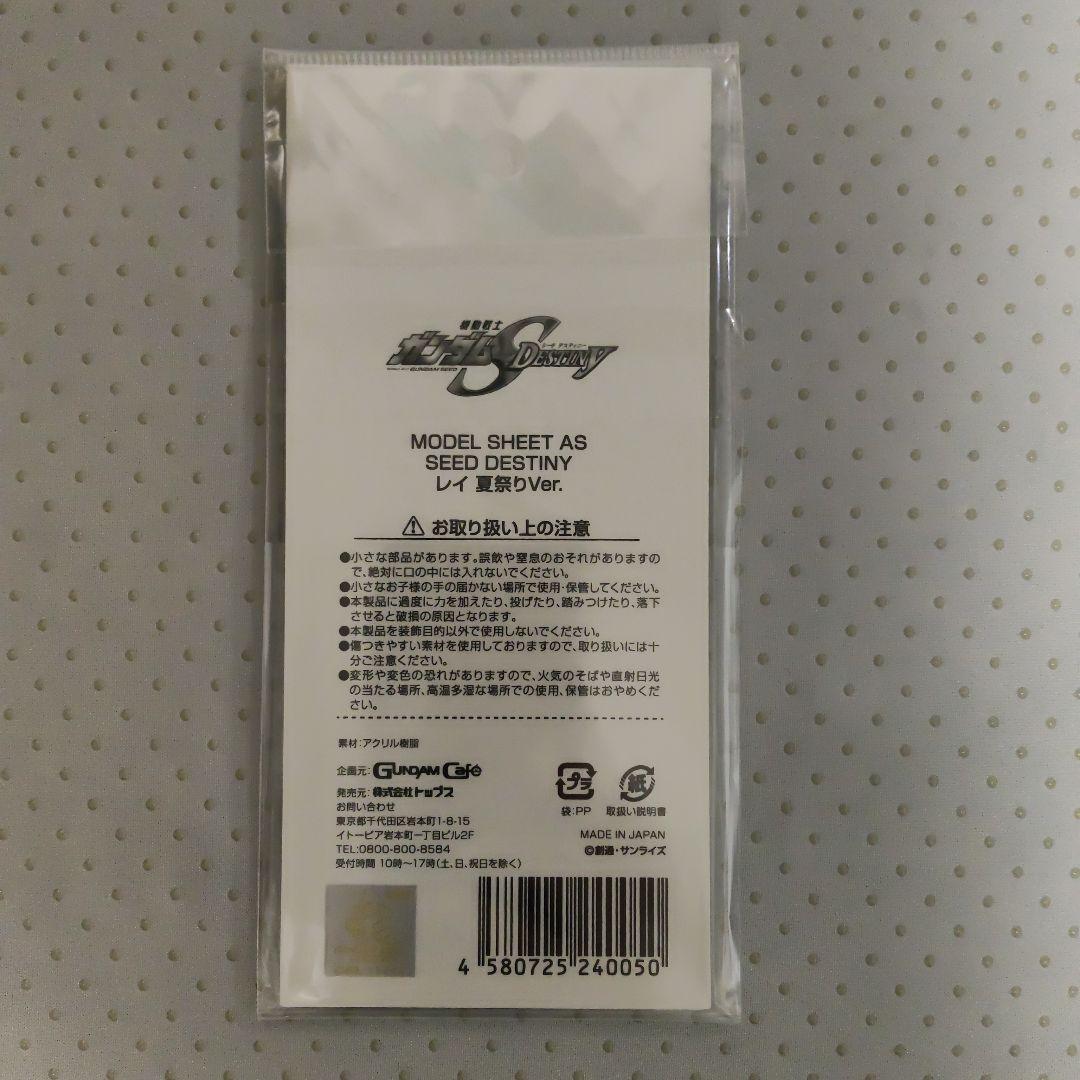 機動戦士
ガンダムSEED DESTINY
シード デスティニー
GUNDAM SEED
MODEL SHEET AS
SEED DESTINY
レイ 夏祭りVer.
お取り扱い上の注意
●小さな部品があります。誤飲や窒息のおそれがありますの
で、絶対に口の中には入れないでください。
●小さなお子様の手の届かない場所で使用・保管してください。
●本製品に過度に力を加えたり、投げたり、踏みつけたり、落下
させると破損の原因となります。
●本製品を装飾目的以外で使用しないでください。
●傷つきやすい素材を使用しておりますので、取り扱いには十
分ご注意ください。
●変形や変色の恐れがありますので、火気のそばや直射日光
の当たる場所、高温多湿な場所での使用、保管はおやめくだ
さい。
素材:アクリル樹脂
企画元:GUNDAM Café
発売元:株式会社トップス
お問い合わせ
東京都千代田区岩本町1-8-15
イトーピア岩本町一丁目ビル2F
TEL:0800-800-8584
受付時間 10時〜17時(土、日、祝日を除く)
プラ
袋:PP
紙
取扱い説明書
MADE IN JAPAN
©創通・サンライズ
4 580725 240050